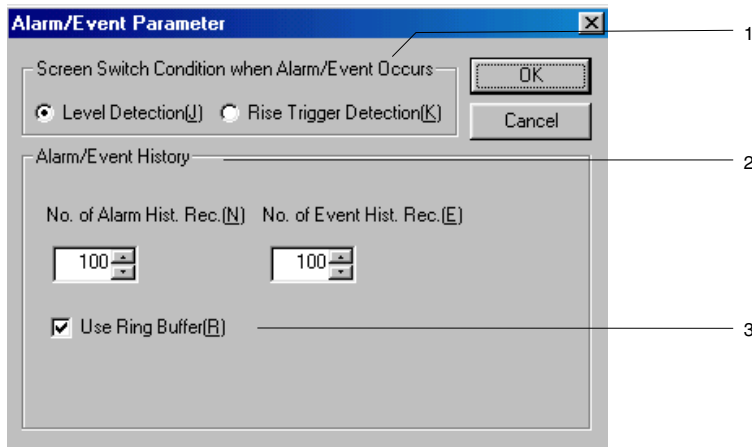 Alarm/Event Parameter
1
Screen Switch Condition when Alarm/Event Occurs
OK
Level Detection(J) Rise Trigger Detection(K)
Cancel
Alarm/Event History
2
No. of Alarm Hist. Rec.(N) No. of Event Hist. Rec.(E)
100 100
Use Ring Buffer(R)
3